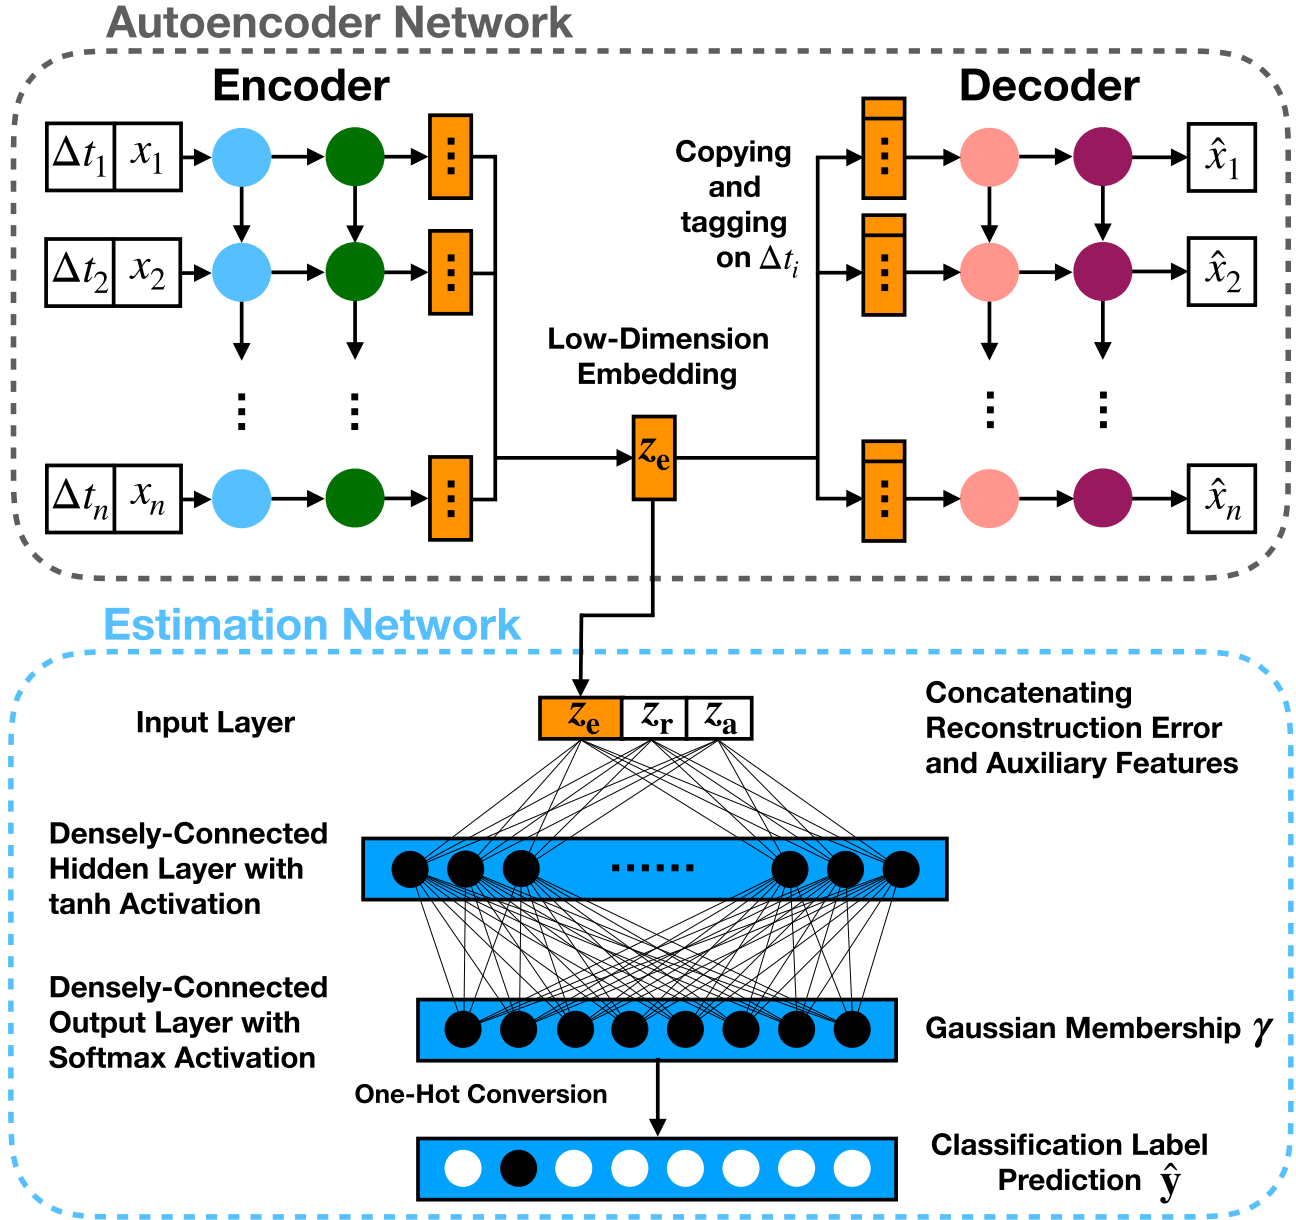 Autoencoder Network
Encoder
Decoder
Δt₁ x₁
x̂₁
Copying
and
tagging
on Δtᵢ
Δt₂ x₂
x̂₂
Low-Dimension
Embedding
zₑ
Δtₙ xₙ
x̂ₙ
Estimation Network
Input Layer
zₑ zᵣ zₐ
Concatenating
Reconstruction Error
and Auxiliary Features
Densely-Connected
Hidden Layer with
tanh Activation
Densely-Connected
Output Layer with
Softmax Activation
Gaussian Membership γ
One-Hot Conversion
Classification Label
Prediction ŷ